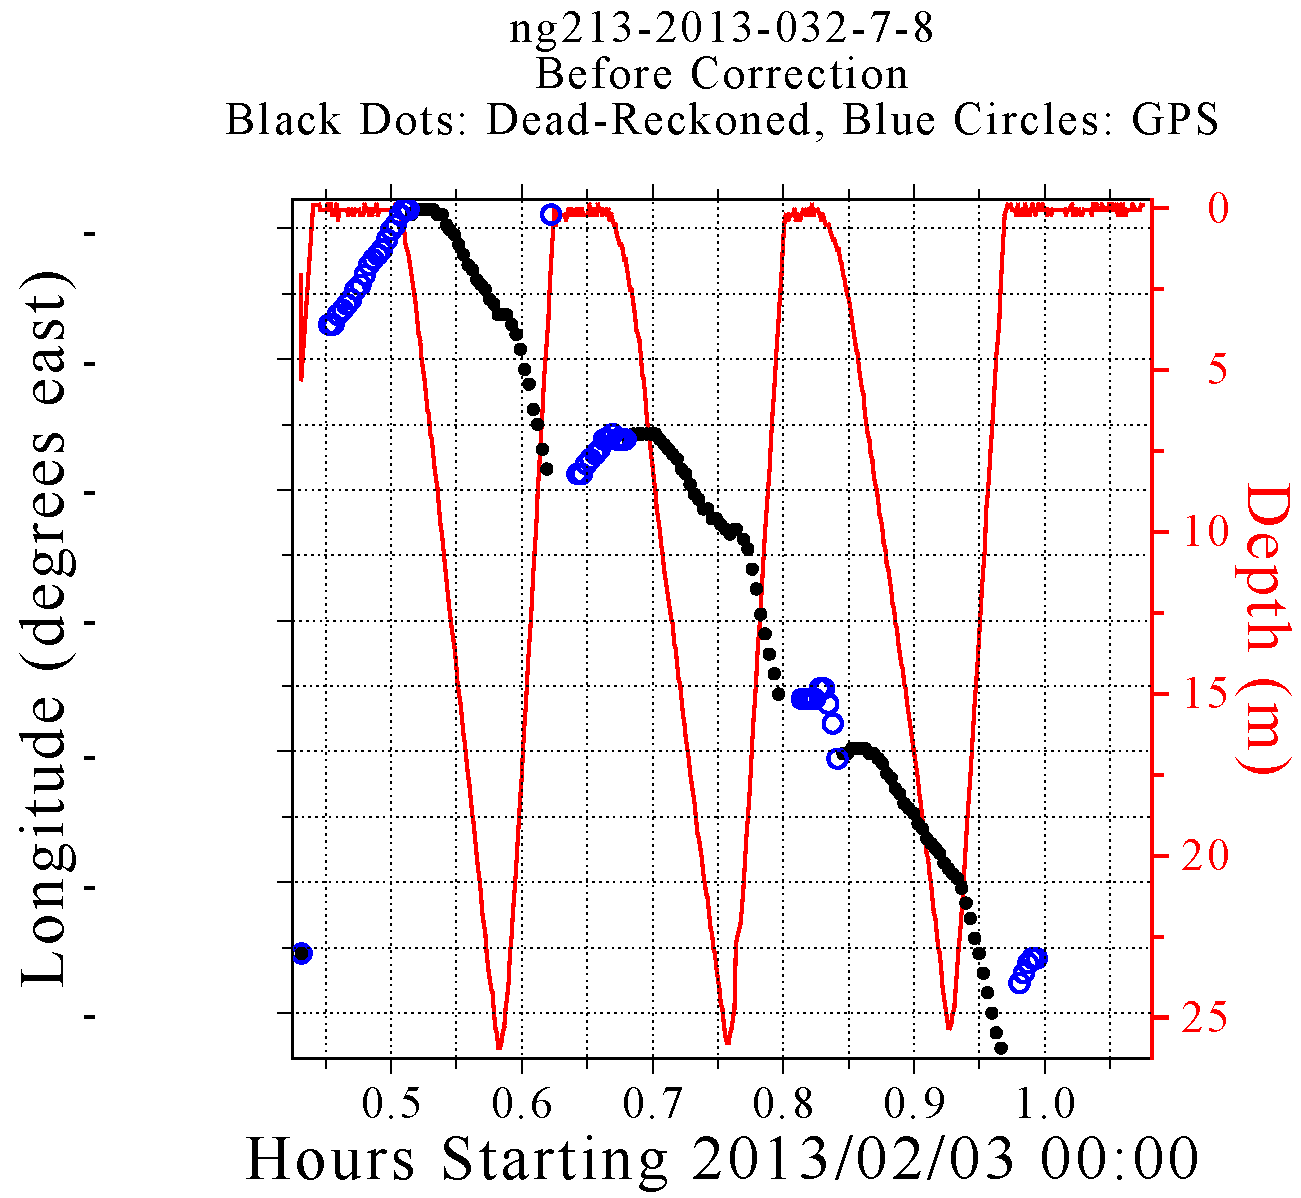 ng213-2013-032-7-8
Before Correction
Black Dots: Dead-Reckoned, Blue Circles: GPS
Longitude (degrees east)
-
-
-
-
-
-
-
0
5
10
15
20
25
Depth (m)
0.5 0.6 0.7 0.8 0.9 1.0
Hours Starting 2013/02/03 00:00